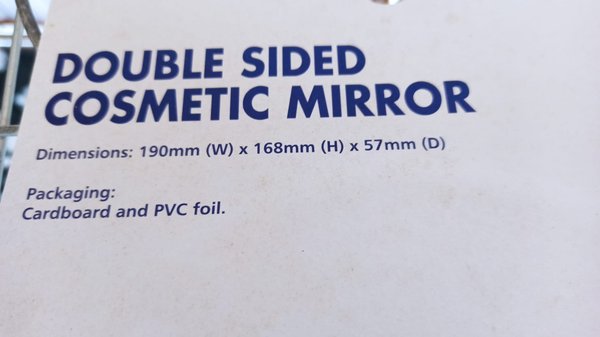 DOUBLE SIDED
COSMETIC MIRROR
Dimensions: 190mm (W) x 168mm (H) x 57mm (D)
Packaging:
Cardboard and PVC foil.